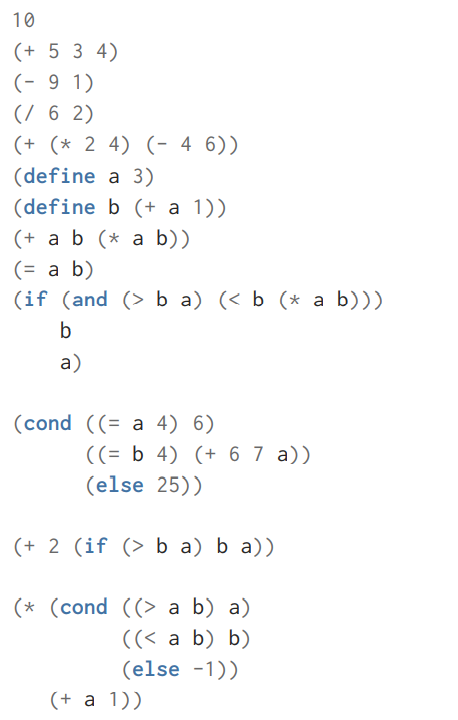 10
(+ 5 3 4)
(- 9 1)
(/ 6 2)
(+ (* 2 4) (- 4 6))
(define a 3)
(define b (+ a 1))
(+ a b (* a b))
(= a b)
(if (and (> b a) (< b (* a b)))
    b
    a)

(cond ((= a 4) 6)
      ((= b 4) (+ 6 7 a))
      (else 25))

(+ 2 (if (> b a) b a))

(* (cond ((> a b) a)
         ((< a b) b)
         (else -1))
   (+ a 1))